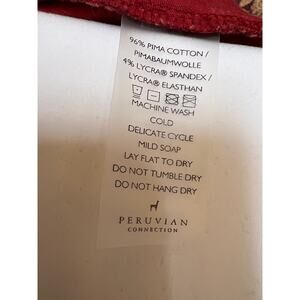 96% PIMA COTTON /
PIMABAUMWOLLE
4% LYCRA® SPANDEX /
LYCRA® ELASTHAN
MACHINE WASH
COLD
DELICATE CYCLE
MILD SOAP
LAY FLAT TO DRY
DO NOT TUMBLE DRY
DO NOT HANG DRY
PERUVIAN
CONNECTION